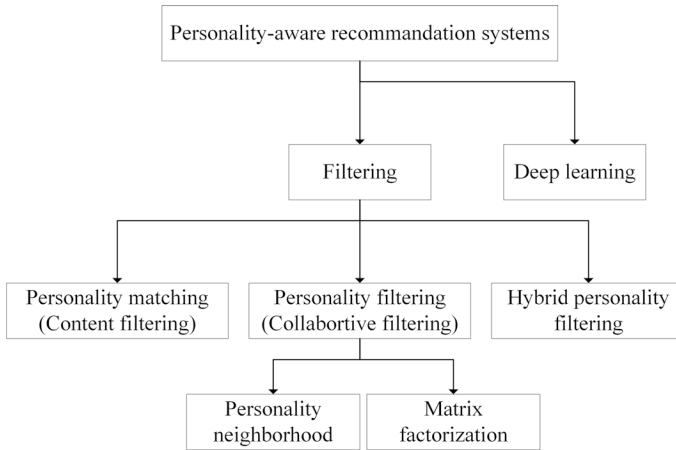 Personality-aware recommandation systems
Filtering
Deep learning
Personality matching
(Content filtering)
Personality filtering
(Collabortive filtering)
Hybrid personality
filtering
Personality
neighborhood
Matrix
factorization